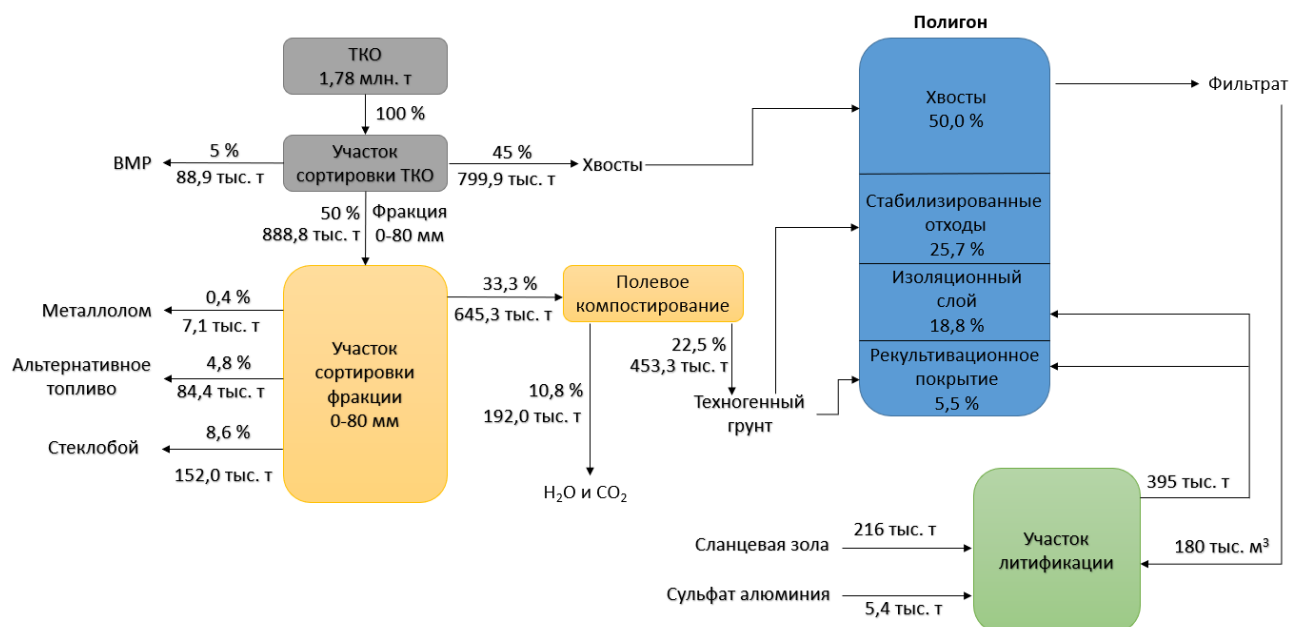 Полигон
ТКО
1,78 млн. т
100 %
Хвосты
50,0 %
Фильтрат
ВМР
5 %
88,9 тыс. т
Участок
сортировки ТКО
45 %
799,9 тыс. т
Хвосты
50 %
888,8 тыс. т
Фракция
0-80 мм
Стабилизированные
отходы
25,7 %
Металлолом
0,4 %
7,1 тыс. т
Альтернативное
топливо
4,8 %
84,4 тыс. т
Стеклобой
8,6 %
152,0 тыс. т
Участок
сортировки
фракции
0-80 мм
33,3 %
645,3 тыс. т
Полевое
компостирование
22,5 %
453,3 тыс. т
10,8 %
192,0 тыс. т
H₂O и CO₂
Техногенный
грунт
Изоляционный
слой
18,8 %
Рекультивационное
покрытие
5,5 %
395 тыс. т
Сланцевая зола
216 тыс. т
Участок
литификации
180 тыс. м³
Сульфат алюминия
5,4 тыс. т